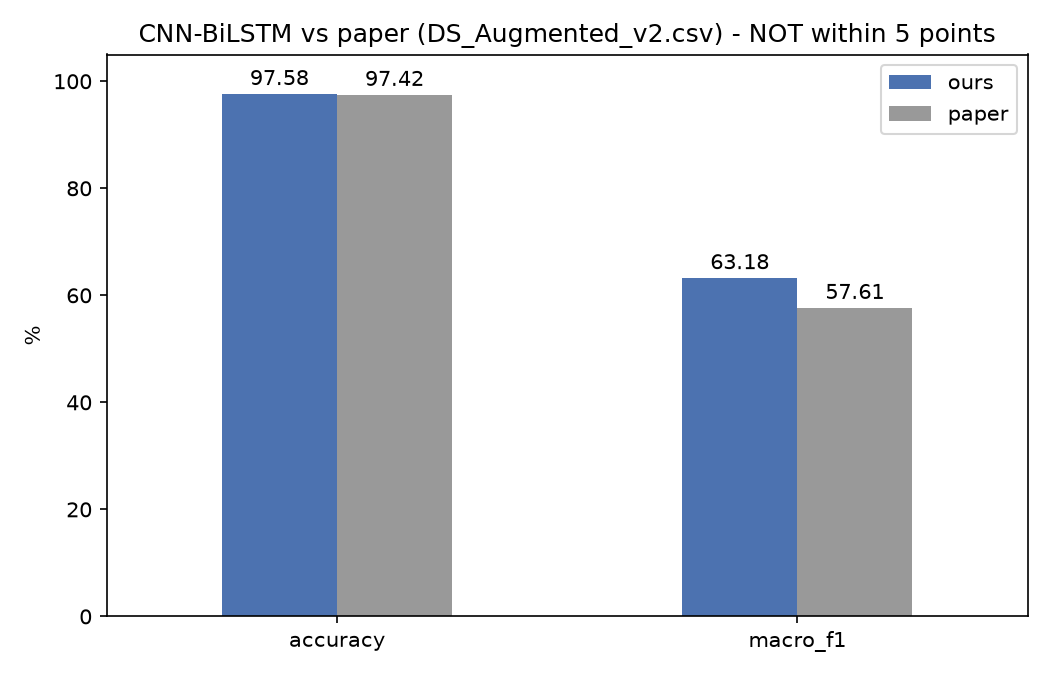 CNN-BiLSTM vs paper (DS_Augmented_v2.csv) - NOT within 5 points
ours
paper
97.58
97.42
63.18
57.61
100
80
60
40
20
0
%
accuracy
macro_f1